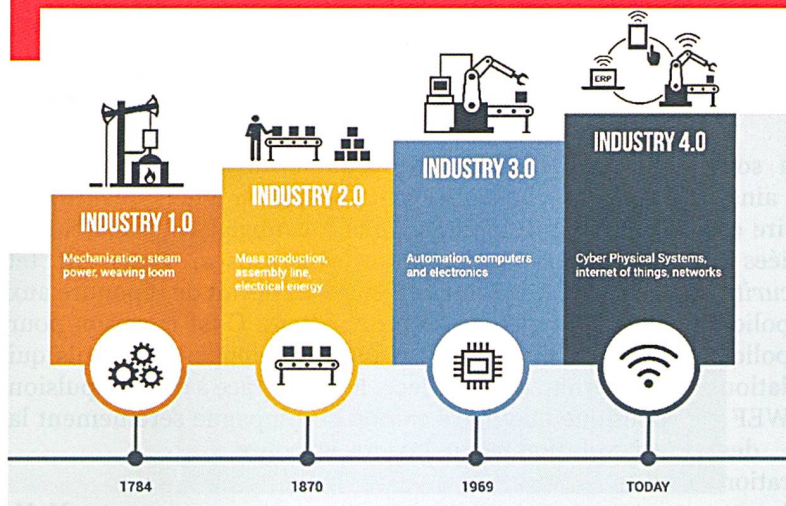 ERP
INDUSTRY 1.0
Mechanization, steam
power, weaving loom
INDUSTRY 2.0
Mass production,
assembly line,
electrical energy
INDUSTRY 3.0
Automation, computers
and electronics
INDUSTRY 4.0
Cyber Physical Systems,
internet of things, networks
1784
1870
1969
TODAY